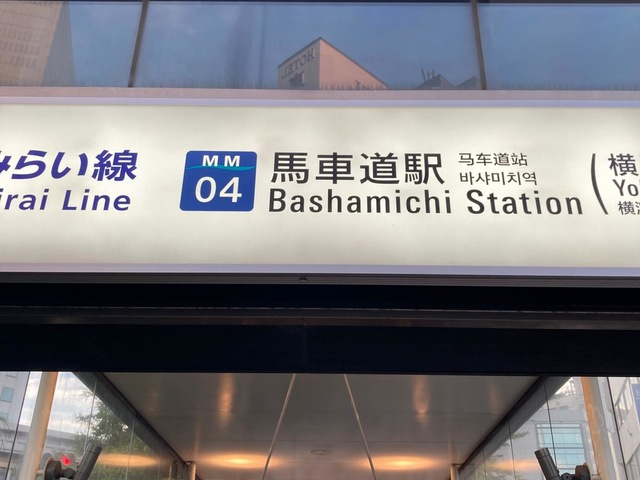 みらい線
irai Line
MM
04
馬車道駅
Bashamichi Station
马车道站
바샤미치역
横
Yo
横
HOTEL